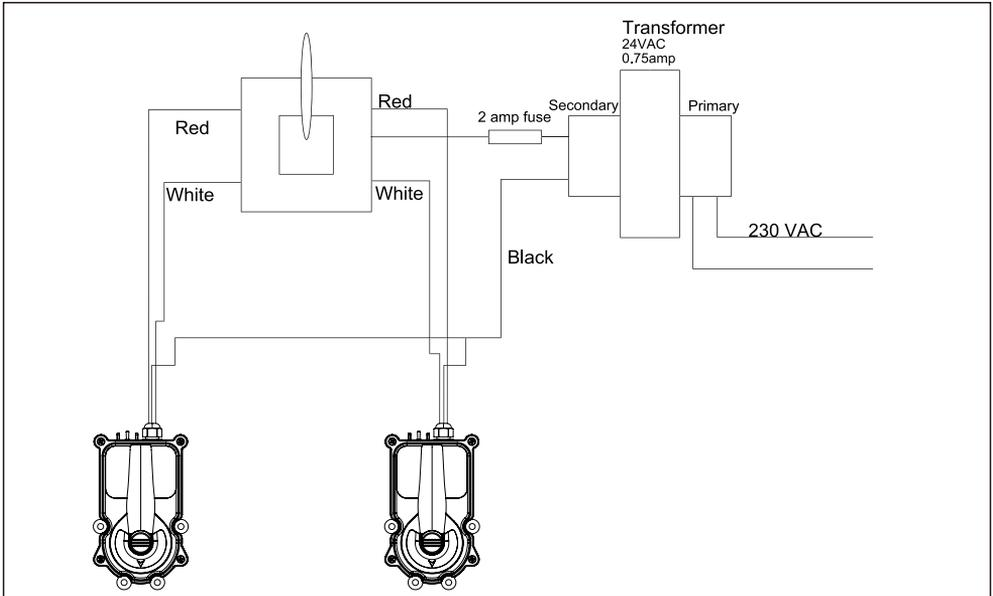 Transformer
24VAC
0.75amp
Red
Secondary
Primary
2 amp fuse
Red
White
White
230 VAC
Black